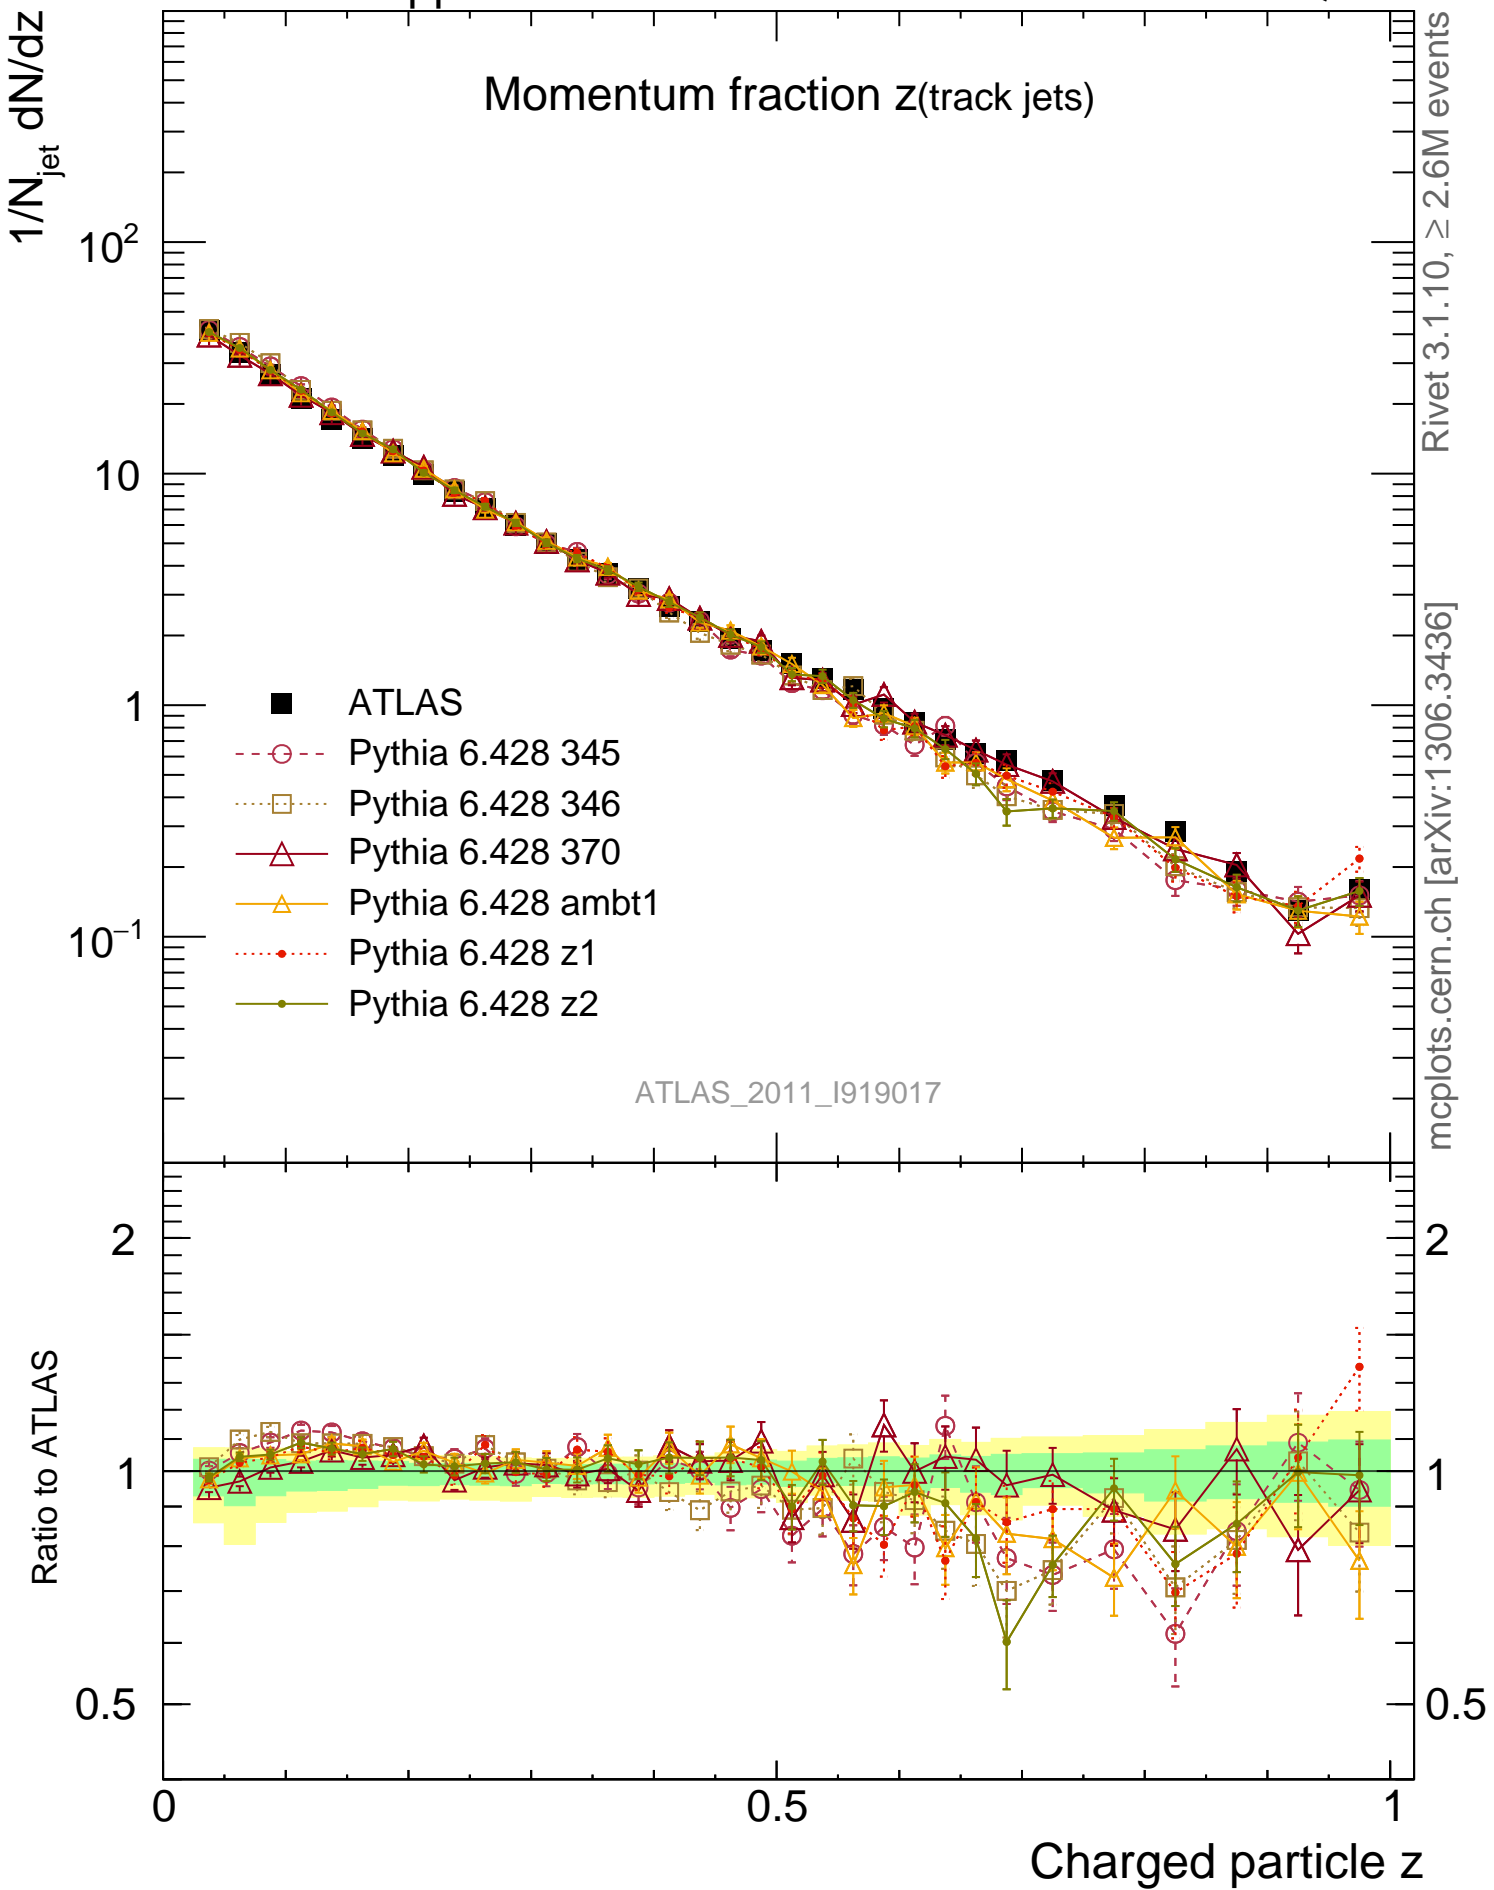 Momentum fraction z(track jets)
1/N_jet dN/dz
10²
10
1
10⁻¹
ATLAS
Pythia 6.428 345
Pythia 6.428 346
Pythia 6.428 370
Pythia 6.428 ambt1
Pythia 6.428 z1
Pythia 6.428 z2
ATLAS_2011_I919017
Rivet 3.1.10, ≥ 2.6M events
mcplots.cern.ch [arXiv:1306.3436]
Ratio to ATLAS
2
1
0.5
2
1
0.5
0
0.5
1
Charged particle z